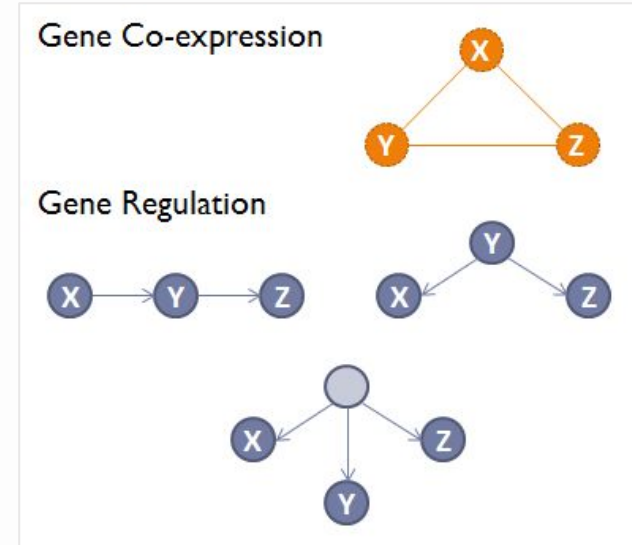 Gene Co-expression
X
Y Z
Gene Regulation
Y
X Y Z X Z
X Z
Y